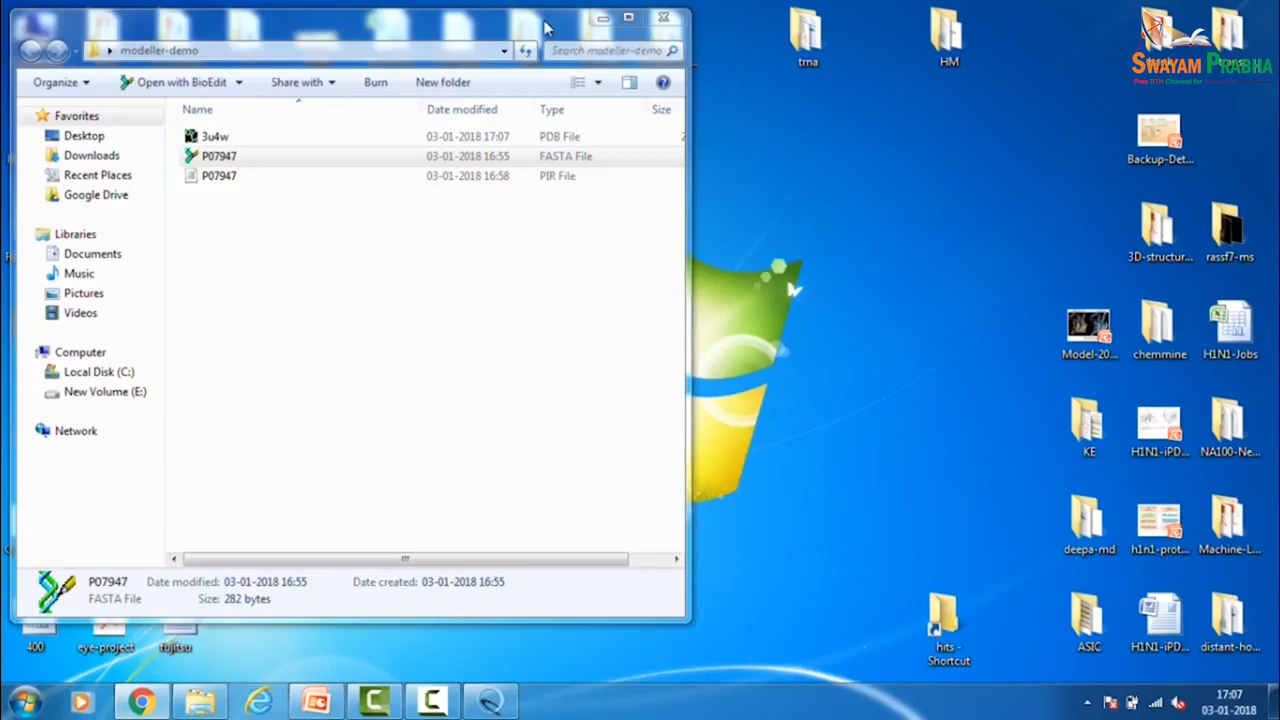 modeller-demo
Search modeller-demo
Organize
Open with BioEdit
Share with
Burn
New folder
Name
Date modified
Type
Size
Favorites
Desktop
Downloads
Recent Places
Google Drive
Libraries
Documents
Music
Pictures
Videos
Computer
Local Disk (C:)
New Volume (E:)
Network
3u4w 03-01-2018 17:07 PDB File 2
P07947 03-01-2018 16:55 FASTA File
P07947 03-01-2018 16:58 PIR File
P07947 Date modified: 03-01-2018 16:55 Date created: 03-01-2018 16:55
FASTA File Size: 282 bytes
trna
HM
SWAYAM PRABHA
Free DTH Channel for
Backup-Det...
3D-structur...
rassf7-ms
Model-20...
chemmine
H1N1-Jobs
KE
H1N1-iPD...
NA100-Ne...
deepa-md
h1n1-prot...
Machine-L...
hits -
Shortcut
ASIC
H1N1-iPD...
distant-ho...
400
eye-project
fujitsu
17:07
03-01-2018